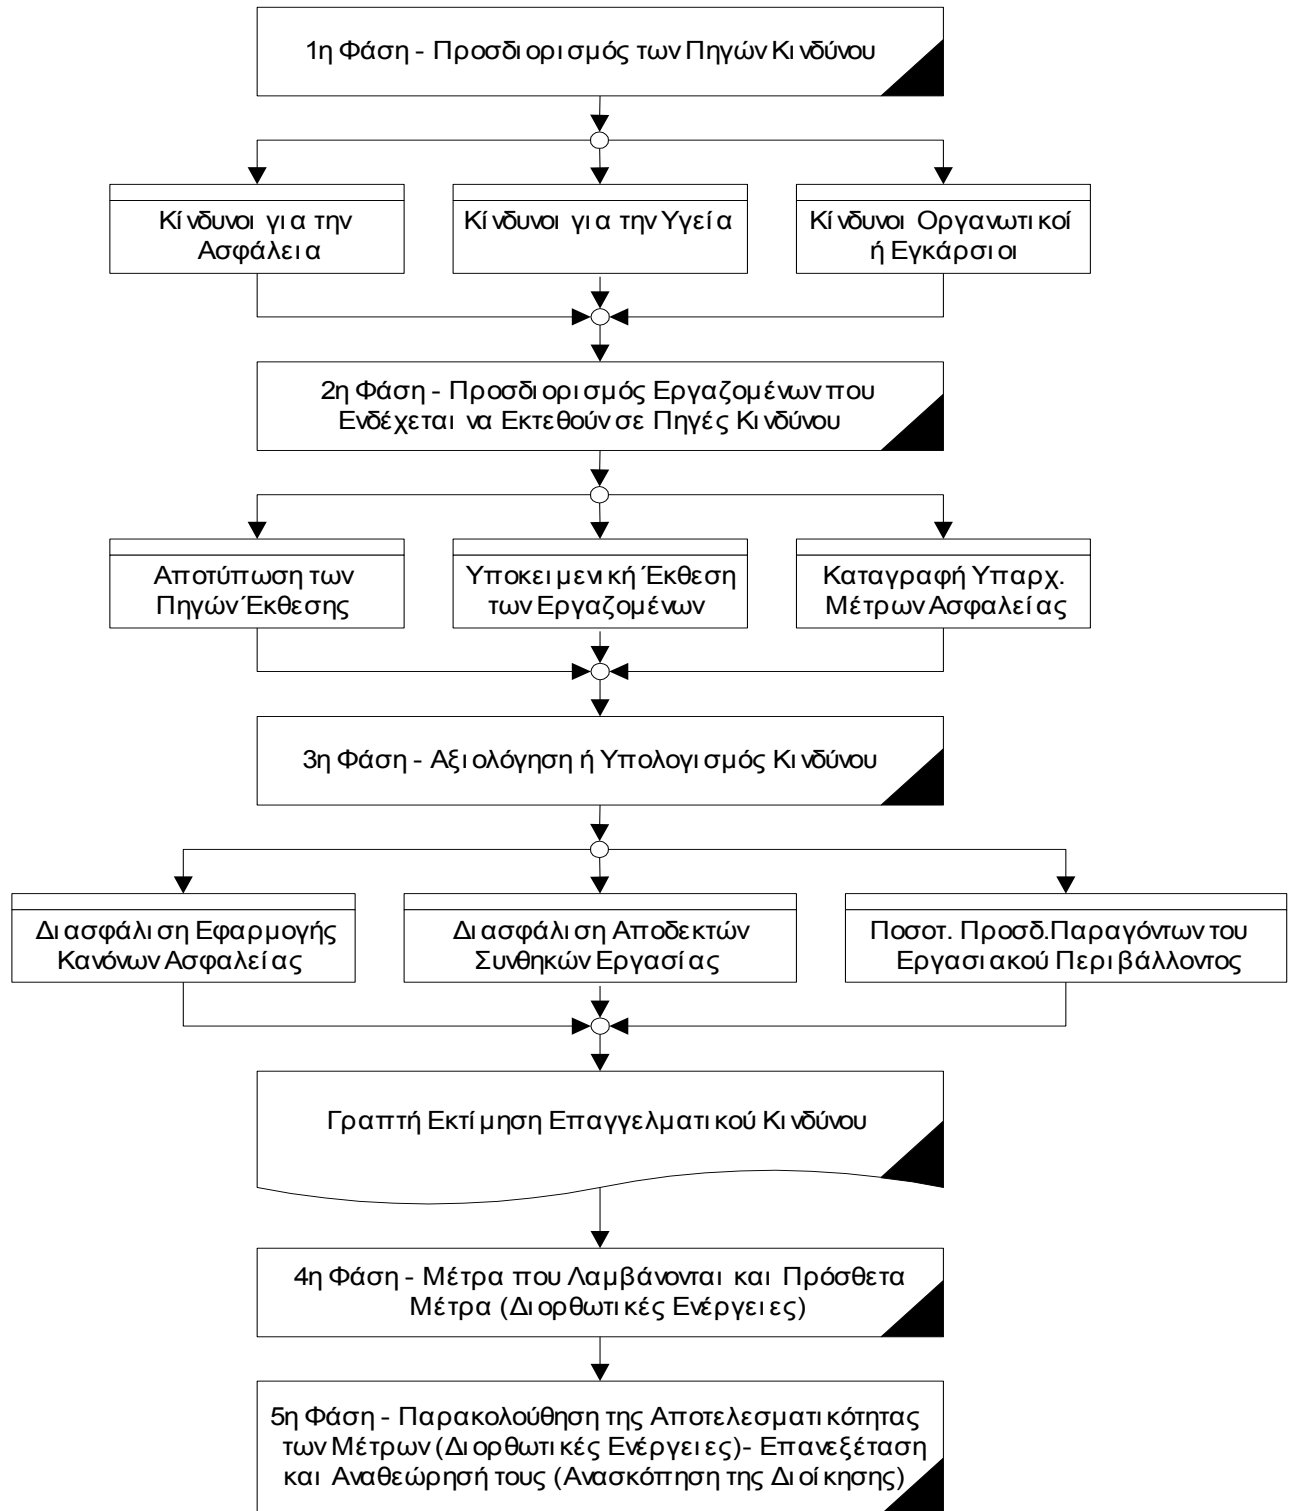 1η Φάση - Προσδιορισμός των Πηγών Κινδύνου
Κίνδυνοι για την
Ασφάλεια
Κίνδυνοι για την Υγεία
Κίνδυνοι Οργανωτικοί
ή Εγκάρσιοι
2η Φάση - Προσδιορισμός Εργαζομένων που
Ενδέχεται να Εκτεθούν σε Πηγές Κινδύνου
Αποτύπωση των
Πηγών Έκθεσης
Υποκειμενική Έκθεση
των Εργαζομένων
Καταγραφή Υπαρχ.
Μέτρων Ασφαλείας
3η Φάση - Αξιολόγηση ή Υπολογισμός Κινδύνου
Διασφάλιση Εφαρμογής
Κανόνων Ασφαλείας
Διασφάλιση Αποδεκτών
Συνθηκών Εργασίας
Ποσοτ. Προσδ.Παραγόντων του
Εργασιακού Περιβάλλοντος
Γραπτή Εκτίμηση Επαγγελματικού Κινδύνου
4η Φάση - Μέτρα που Λαμβάνονται και Πρόσθετα
Μέτρα (Διορθωτικές Ενέργειες)
5η Φάση - Παρακολούθηση της Αποτελεσματικότητας
των Μέτρων (Διορθωτικές Ενέργειες)- Επανεξέταση
και Αναθεώρησή τους (Ανασκόπηση της Διοίκησης)